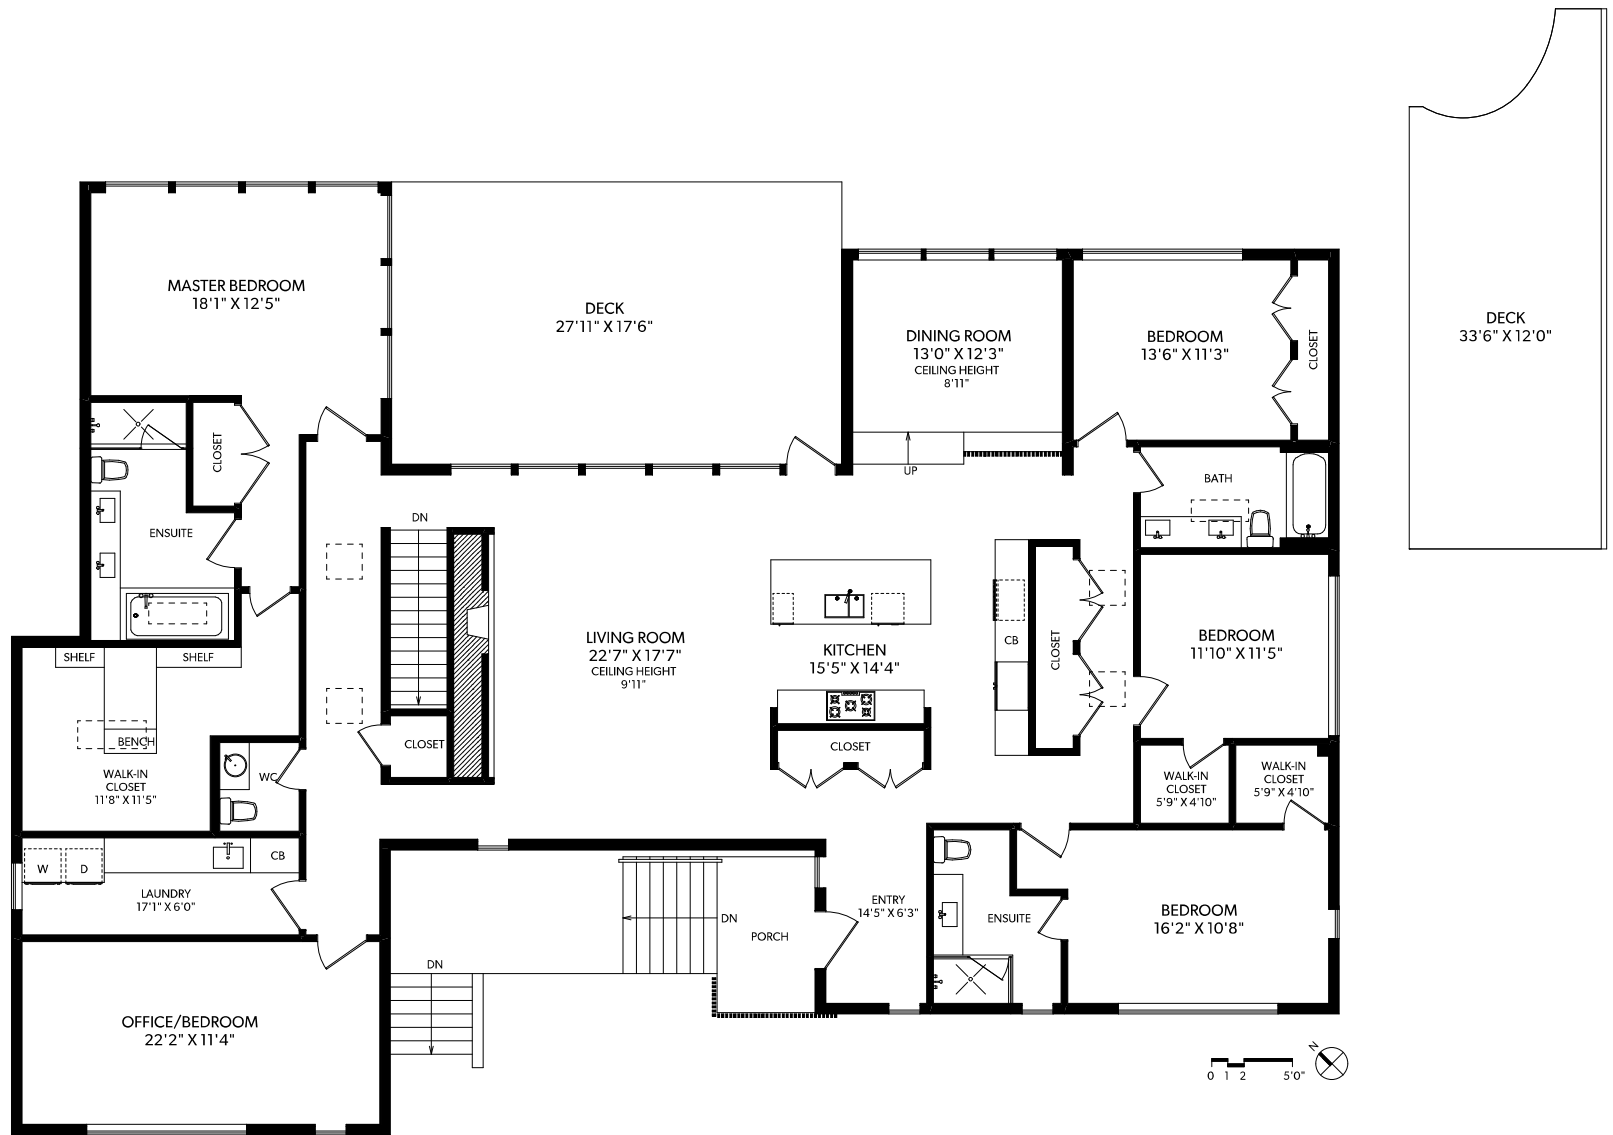 MASTER BEDROOM
18'1" X 12'5"
DECK
27'11" X 17'6"
DINING ROOM
13'0" X 12'3"
CEILING HEIGHT
8'11"
UP
BEDROOM
13'6" X 11'3"
CLOSET
DECK
33'6" X 12'0"
CLOSET
ENSUITE
BATH
DN
SHELF
SHELF
BENCH
WALK-IN
CLOSET
11'8" X 11'5"
WC
CLOSET
LIVING ROOM
22'7" X 17'7"
CEILING HEIGHT
9'11"
KITCHEN
15'5" X 14'4"
CLOSET
CB
CLOSET
BEDROOM
11'10" X 11'5"
WALK-IN
CLOSET
5'9" X 4'10"
WALK-IN
CLOSET
5'9" X 4'10"
W
D
CB
LAUNDRY
17'1" X 6'0"
OFFICE/BEDROOM
22'2" X 11'4"
DN
DN
PORCH
ENTRY
14'5" X 6'3"
ENSUITE
BEDROOM
16'2" X 10'8"
N
0 1 2 5'0"